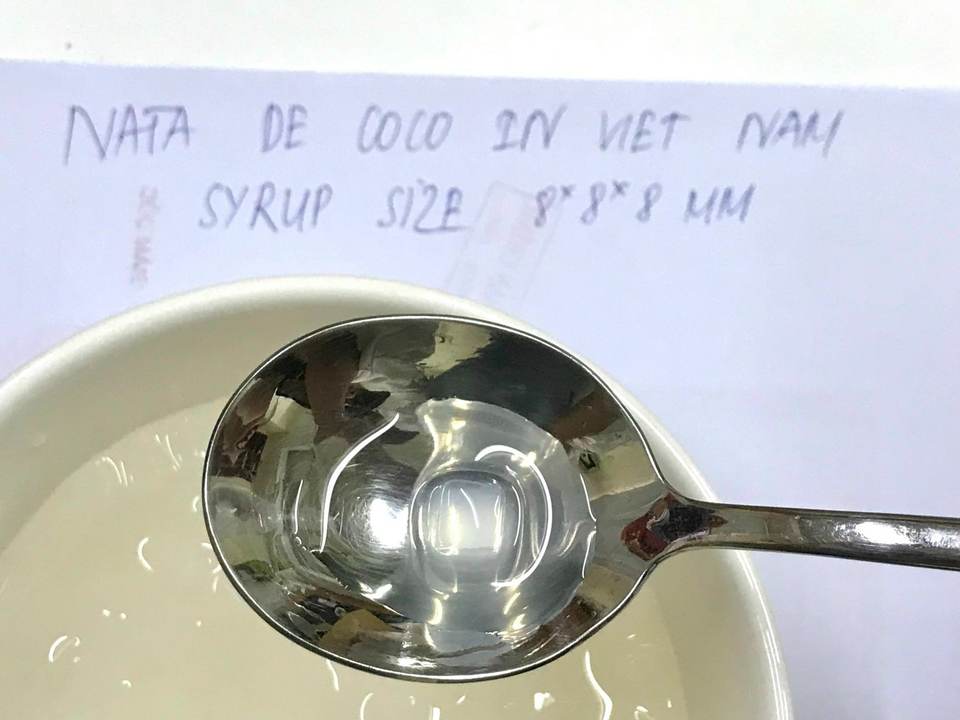 NATA DE COCO IN VIET NAM
SYRUP SIZE 8*8*8 MM